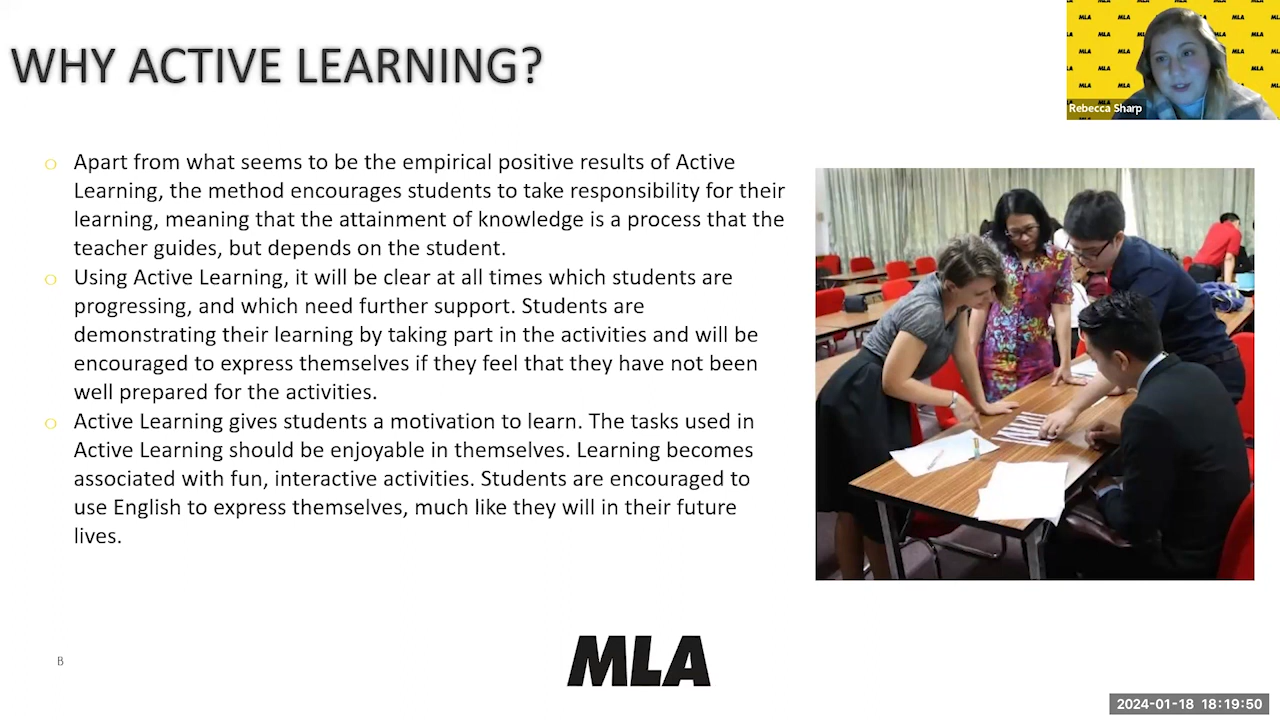 WHY ACTIVE LEARNING?
Rebecca Sharp
○ Apart from what seems to be the empirical positive results of Active
Learning, the method encourages students to take responsibility for their
learning, meaning that the attainment of knowledge is a process that the
teacher guides, but depends on the student.
○ Using Active Learning, it will be clear at all times which students are
progressing, and which need further support. Students are
demonstrating their learning by taking part in the activities and will be
encouraged to express themselves if they feel that they have not been
well prepared for the activities.
○ Active Learning gives students a motivation to learn. The tasks used in
Active Learning should be enjoyable in themselves. Learning becomes
associated with fun, interactive activities. Students are encouraged to
use English to express themselves, much like they will in their future
lives.
B
MLA
2024-01-18 18:19:50